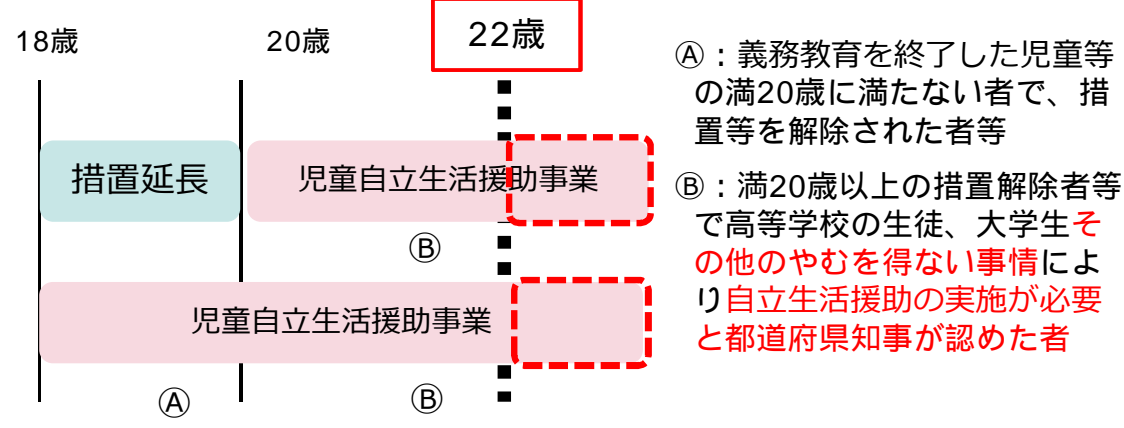 18歳
20歳
22歳
措置延長
児童自立生活援助事業
Ⓑ
児童自立生活援助事業
Ⓐ
Ⓑ
Ⓐ：義務教育を終了した児童等
の満20歳に満たない者で、措
置等を解除された者等
Ⓑ：満20歳以上の措置解除者等
で高等学校の生徒、大学生そ
の他のやむを得ない事情によ
り自立生活援助の実施が必要
と都道府県知事が認めた者